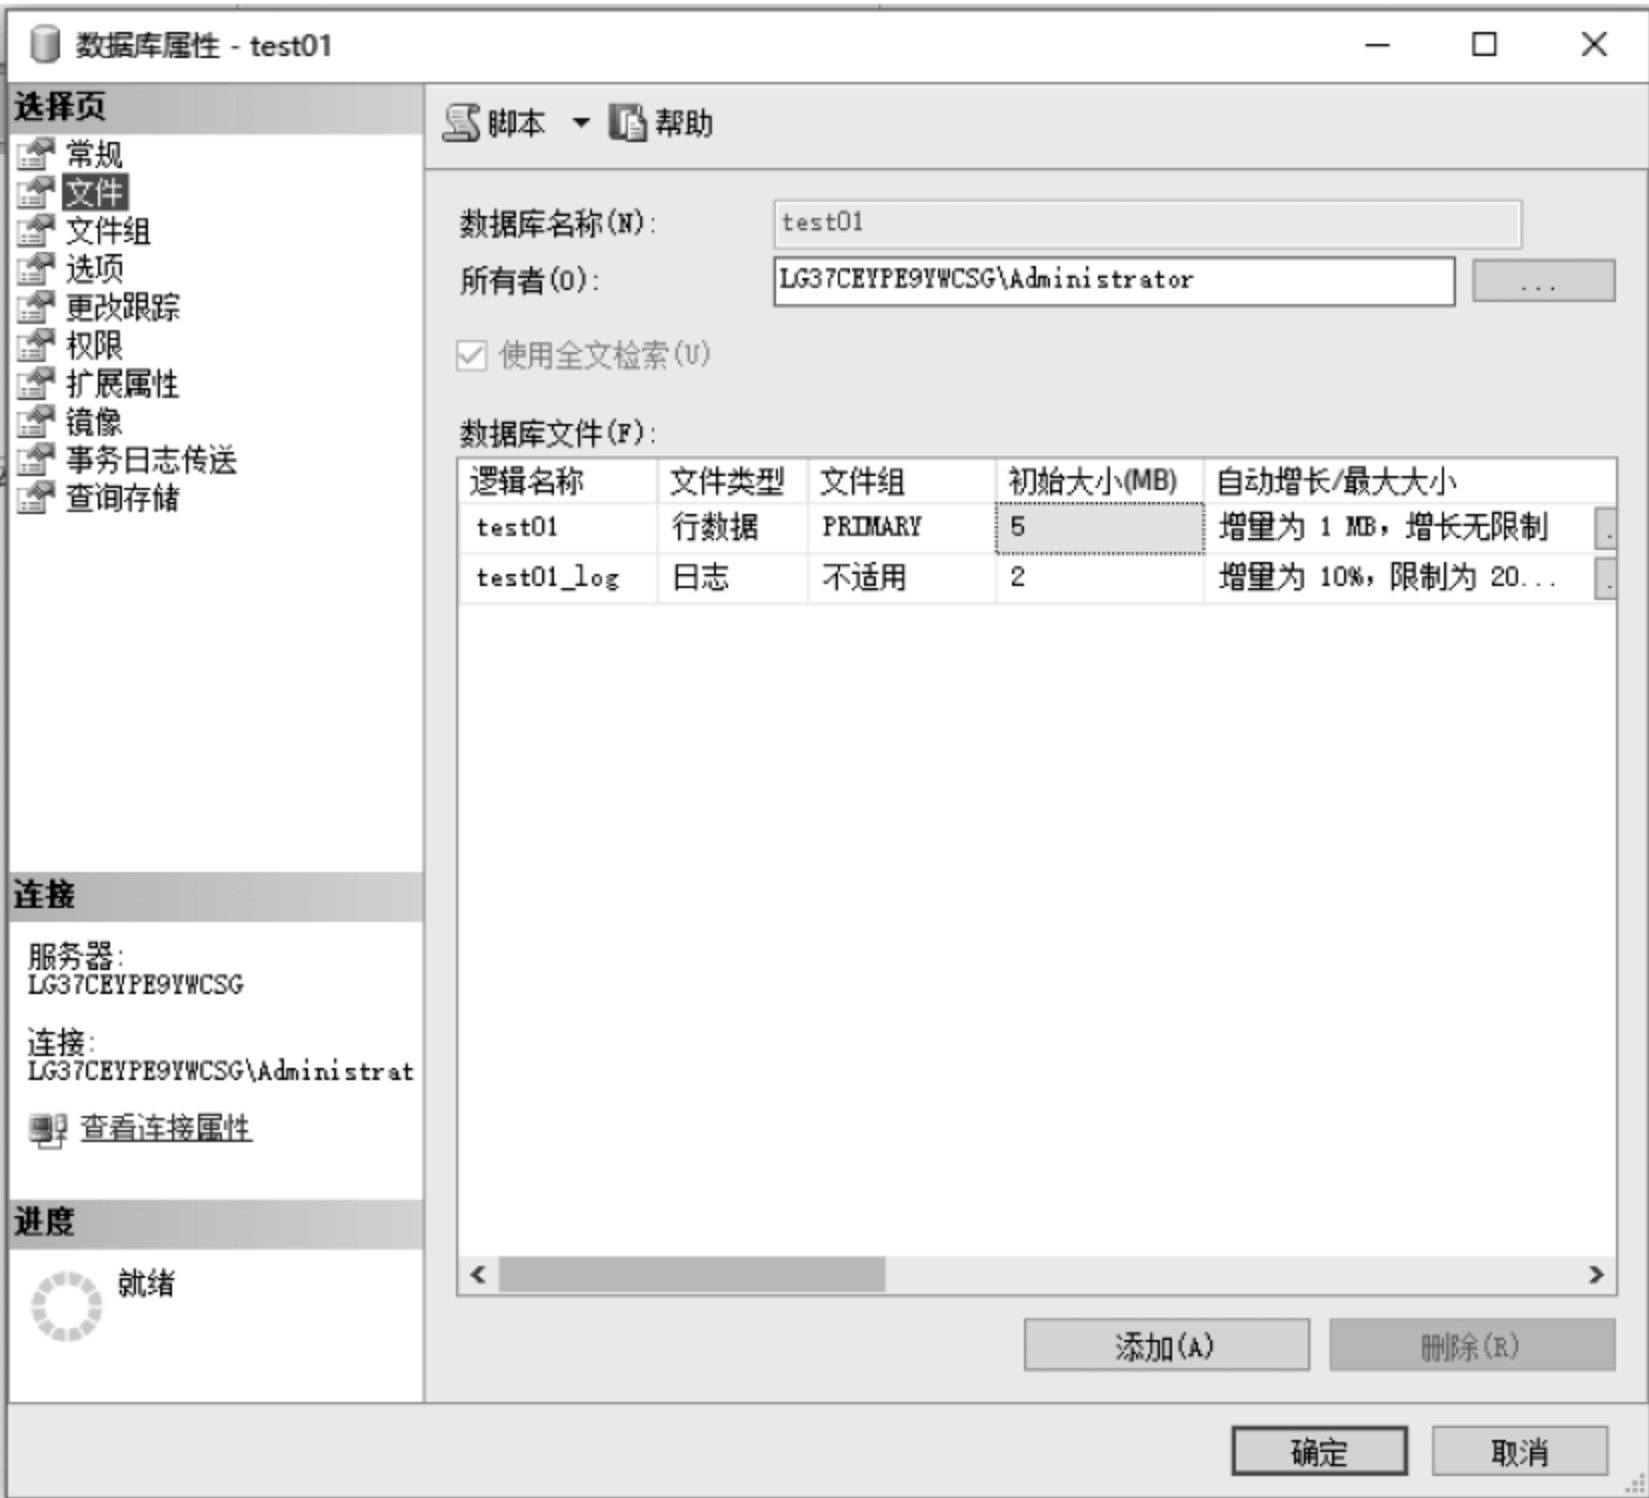 数据库属性 - test01
选择页
常规
文件
文件组
选项
更改跟踪
权限
扩展属性
镜像
事务日志传送
查询存储
连接
服务器:
LG37CEYPE9YWCSG
连接:
LG37CEYPE9YWCSG\Administrat
查看连接属性
进度
就绪
脚本 帮助
数据库名称(N): test01
所有者(O): LG37CEYPE9YWCSG\Administrator ...
使用全文检索(U)
数据库文件(F):
逻辑名称 文件类型 文件组 初始大小(MB) 自动增长/最大大小
test01 行数据 PRIMARY 5 增量为 1 MB，增长无限制
test01_log 日志 不适用 2 增量为 10%，限制为 20...
添加(A) 删除(R)
确定 取消